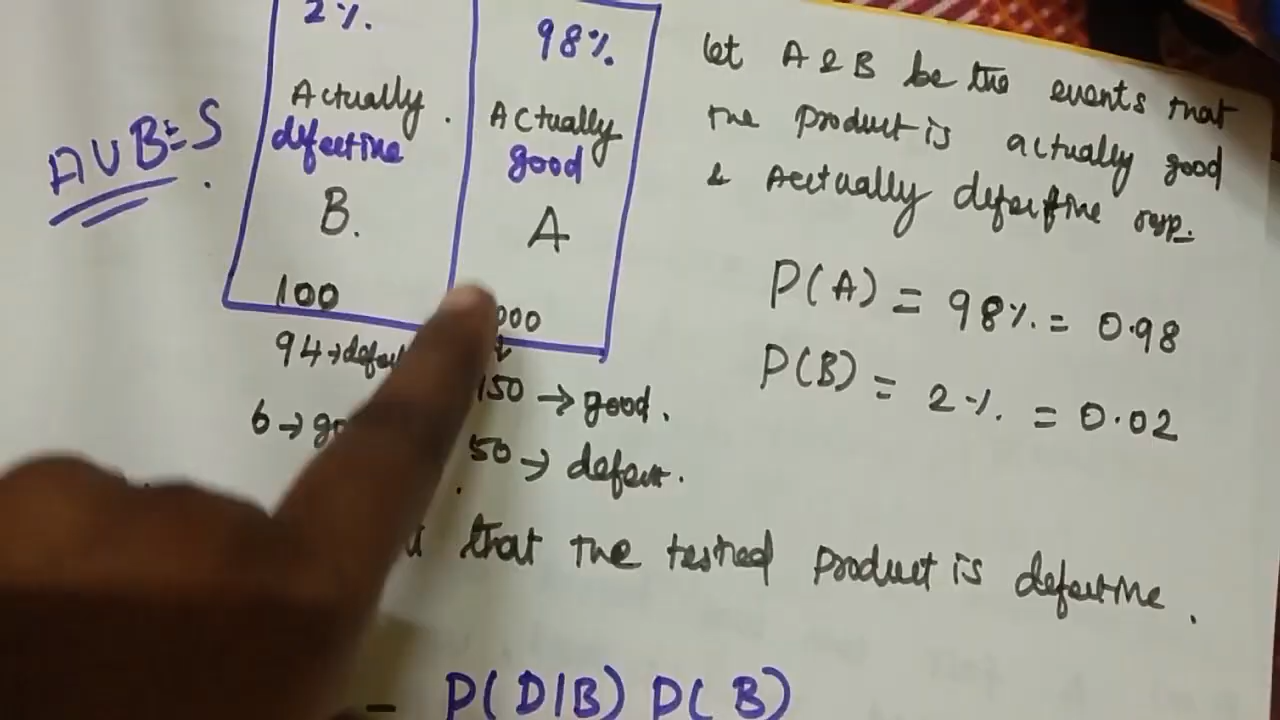 2%.
98%.
Actually
defective
B.
100
Actually
good
A
A∪B=S
94→
6→
150 → good.
50 → defect.
Let A & B be the events that
the product is actually good
& Actually defective resp.
P(A) = 98%. = 0.98
P(B) = 2%. = 0.02
that the tested product is defective.
= P(D|B) P(B)